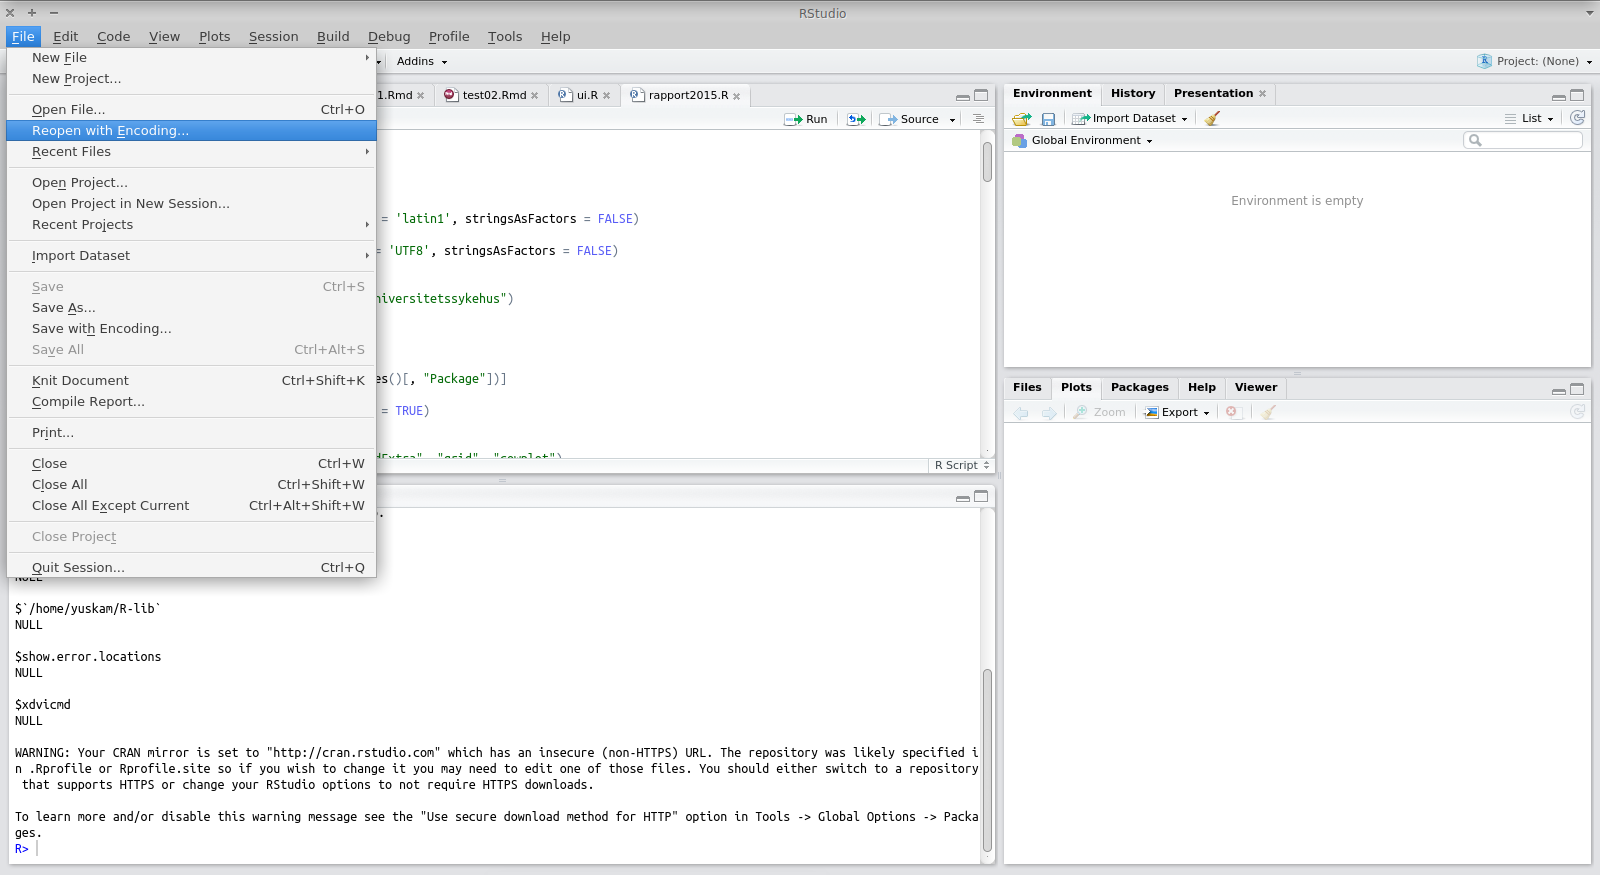 RStudio
File Edit Code View Plots Session Build Debug Profile Tools Help
Addins
Project: (None)
New File
New Project...
Open File... Ctrl+O
Reopen with Encoding...
Recent Files
Open Project...
Open Project in New Session...
Recent Projects
Import Dataset
Save Ctrl+S
Save As...
Save with Encoding...
Save All Ctrl+Alt+S
Knit Document Ctrl+Shift+K
Compile Report...
Print...
Close Ctrl+W
Close All Ctrl+Shift+W
Close All Except Current Ctrl+Alt+Shift+W
Close Project
Quit Session... Ctrl+Q
1.Rmd test02.Rmd ui.R rapport2015.R
Run Source
= 'latin1', stringsAsFactors = FALSE)
= 'UTF8', stringsAsFactors = FALSE)
niversitetssykehus")
es()[, "Package"])]
= TRUE)
"grid", "cowplot")
R Script
NULL
$`/home/yuskam/R-lib`
NULL
$show.error.locations
NULL
$xdvicmd
NULL
WARNING: Your CRAN mirror is set to "http://cran.rstudio.com" which has an insecure (non-HTTPS) URL. The repository was likely specified i
n .Rprofile or Rprofile.site so if you wish to change it you may need to edit one of those files. You should either switch to a repository
that supports HTTPS or change your RStudio options to not require HTTPS downloads.
To learn more and/or disable this warning message see the "Use secure download method for HTTP" option in Tools -> Global Options -> Packa
ges.
R>
Environment History Presentation
Import Dataset List
Global Environment
Environment is empty
Files Plots Packages Help Viewer
Zoom Export